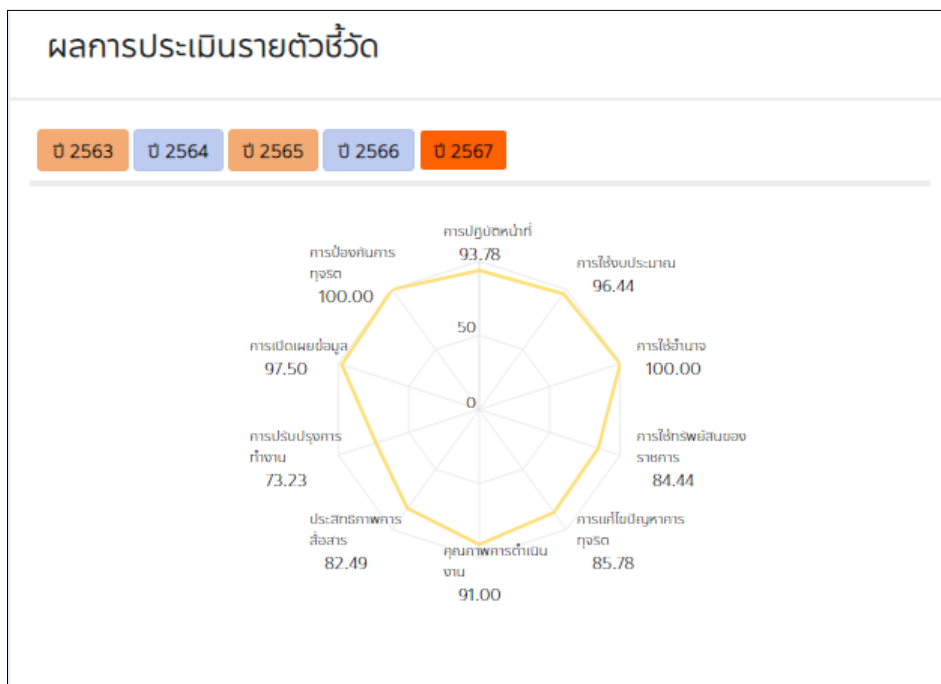 ผลการประเมินรายตัวชี้วัด
ปี 2563 ปี 2564 ปี 2565 ปี 2566 ปี 2567
การปฏิบัติหน้าที่
93.78
การใช้งบประมาณ
96.44
การใช้อำนาจ
100.00
การใช้ทรัพย์สินของ
ราชการ
84.44
การแก้ไขปัญหาการ
ทุจริต
85.78
คุณภาพการดำเนิน
งาน
91.00
ประสิทธิภาพการ
สื่อสาร
82.49
การปรับปรุงการ
ทำงาน
73.23
การเปิดเผยข้อมูล
97.50
การป้องกันการ
ทุจริต
100.00
50
0